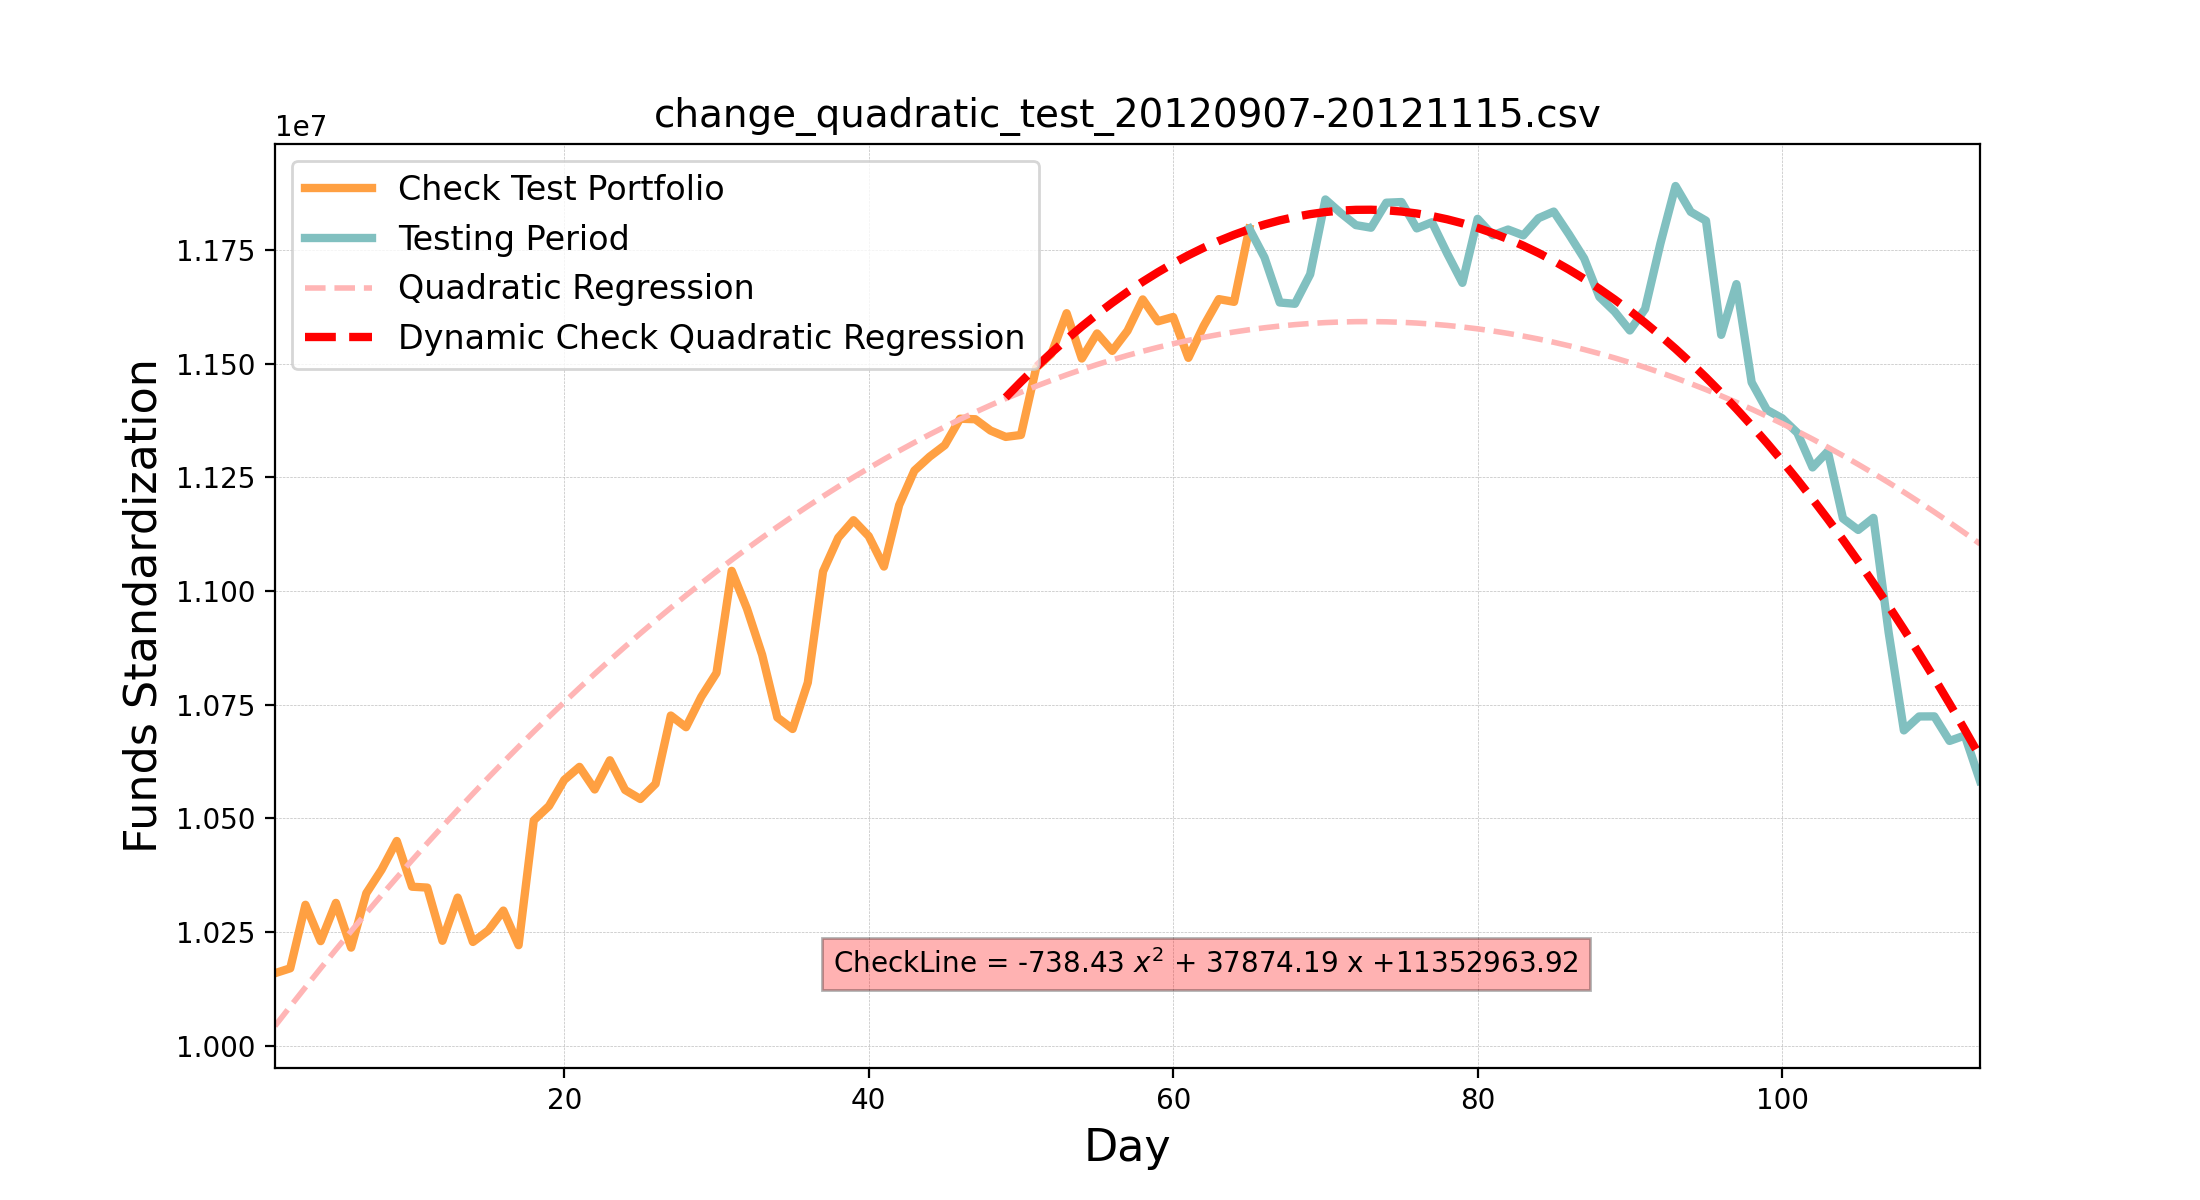 change_quadratic_test_20120907-20121115.csv
1e7
Check Test Portfolio
Testing Period
Quadratic Regression
Dynamic Check Quadratic Regression
1.175
1.150
1.125
1.100
1.075
1.050
1.025
1.000
Funds Standardization
CheckLine = -738.43 x² + 37874.19 x +11352963.92
20 40 60 80 100
Day